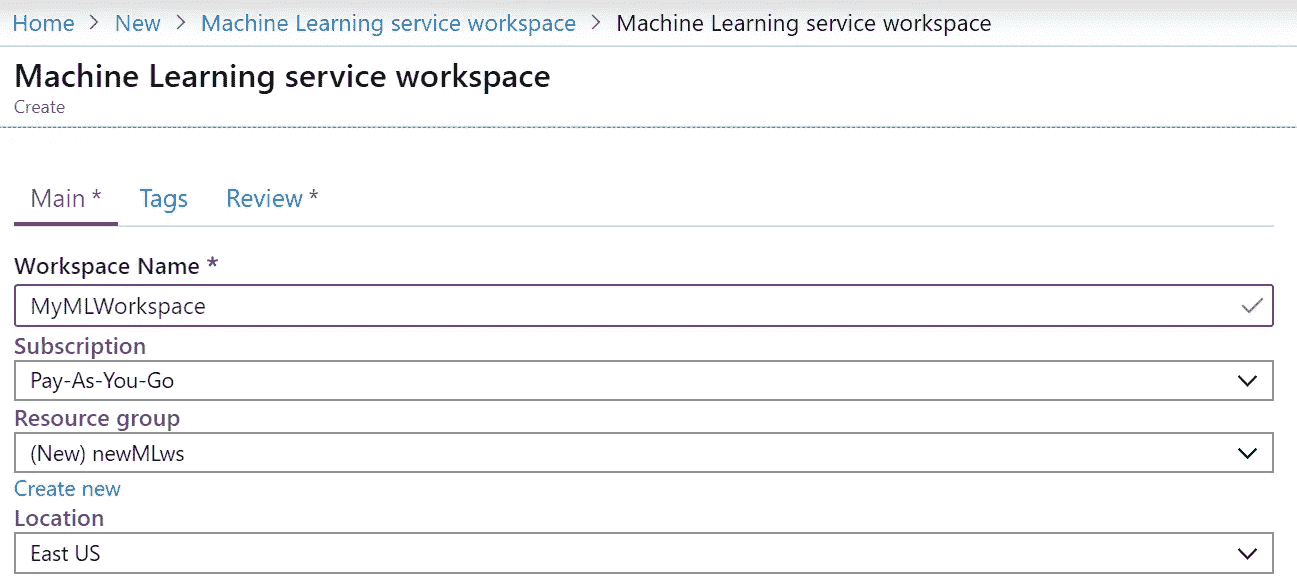 Home > New > Machine Learning service workspace > Machine Learning service workspace
Machine Learning service workspace
Create
Main * Tags Review *
Workspace Name *
MyMLWorkspace
Subscription
Pay-As-You-Go
Resource group
(New) newMLws
Create new
Location
East US